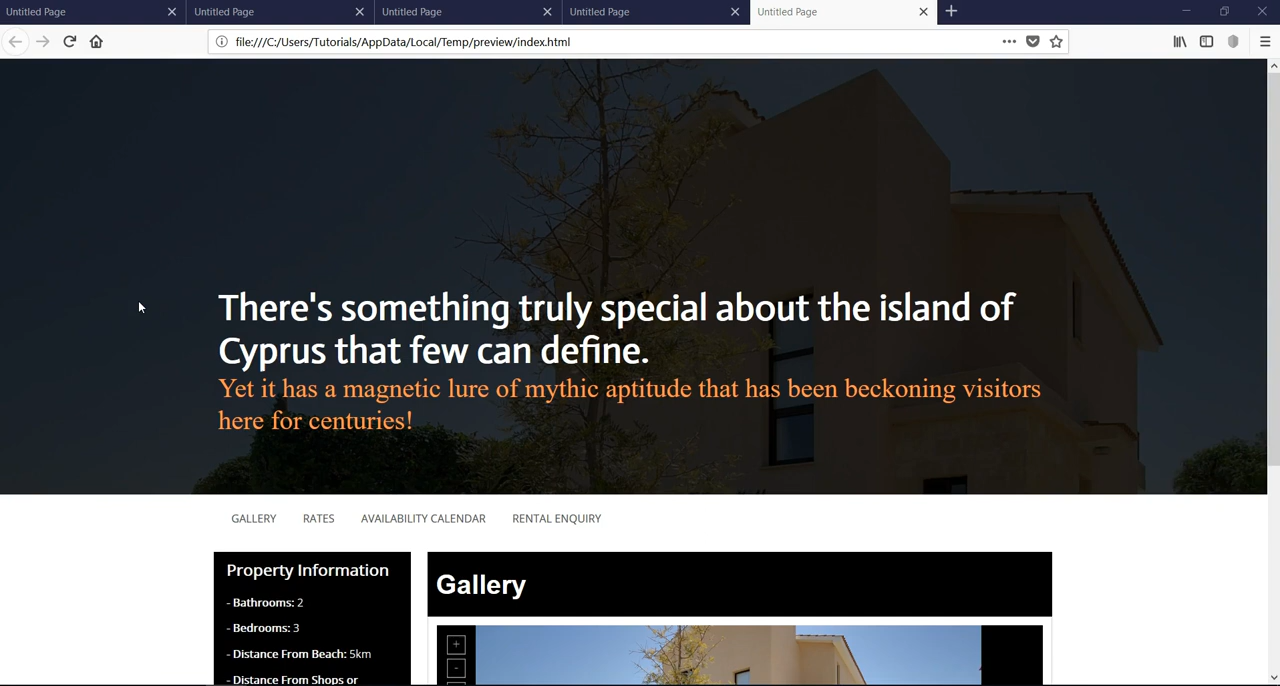 Untitled Page Untitled Page Untitled Page Untitled Page Untitled Page
file:///C:/Users/Tutorials/AppData/Local/Temp/preview/index.html
There's something truly special about the island of
Cyprus that few can define.
Yet it has a magnetic lure of mythic aptitude that has been beckoning visitors
here for centuries!
GALLERY RATES AVAILABILITY CALENDAR RENTAL ENQUIRY
Property Information
- Bathrooms: 2
- Bedrooms: 3
- Distance From Beach: 5km
- Distance From Shops or
Gallery
+
-